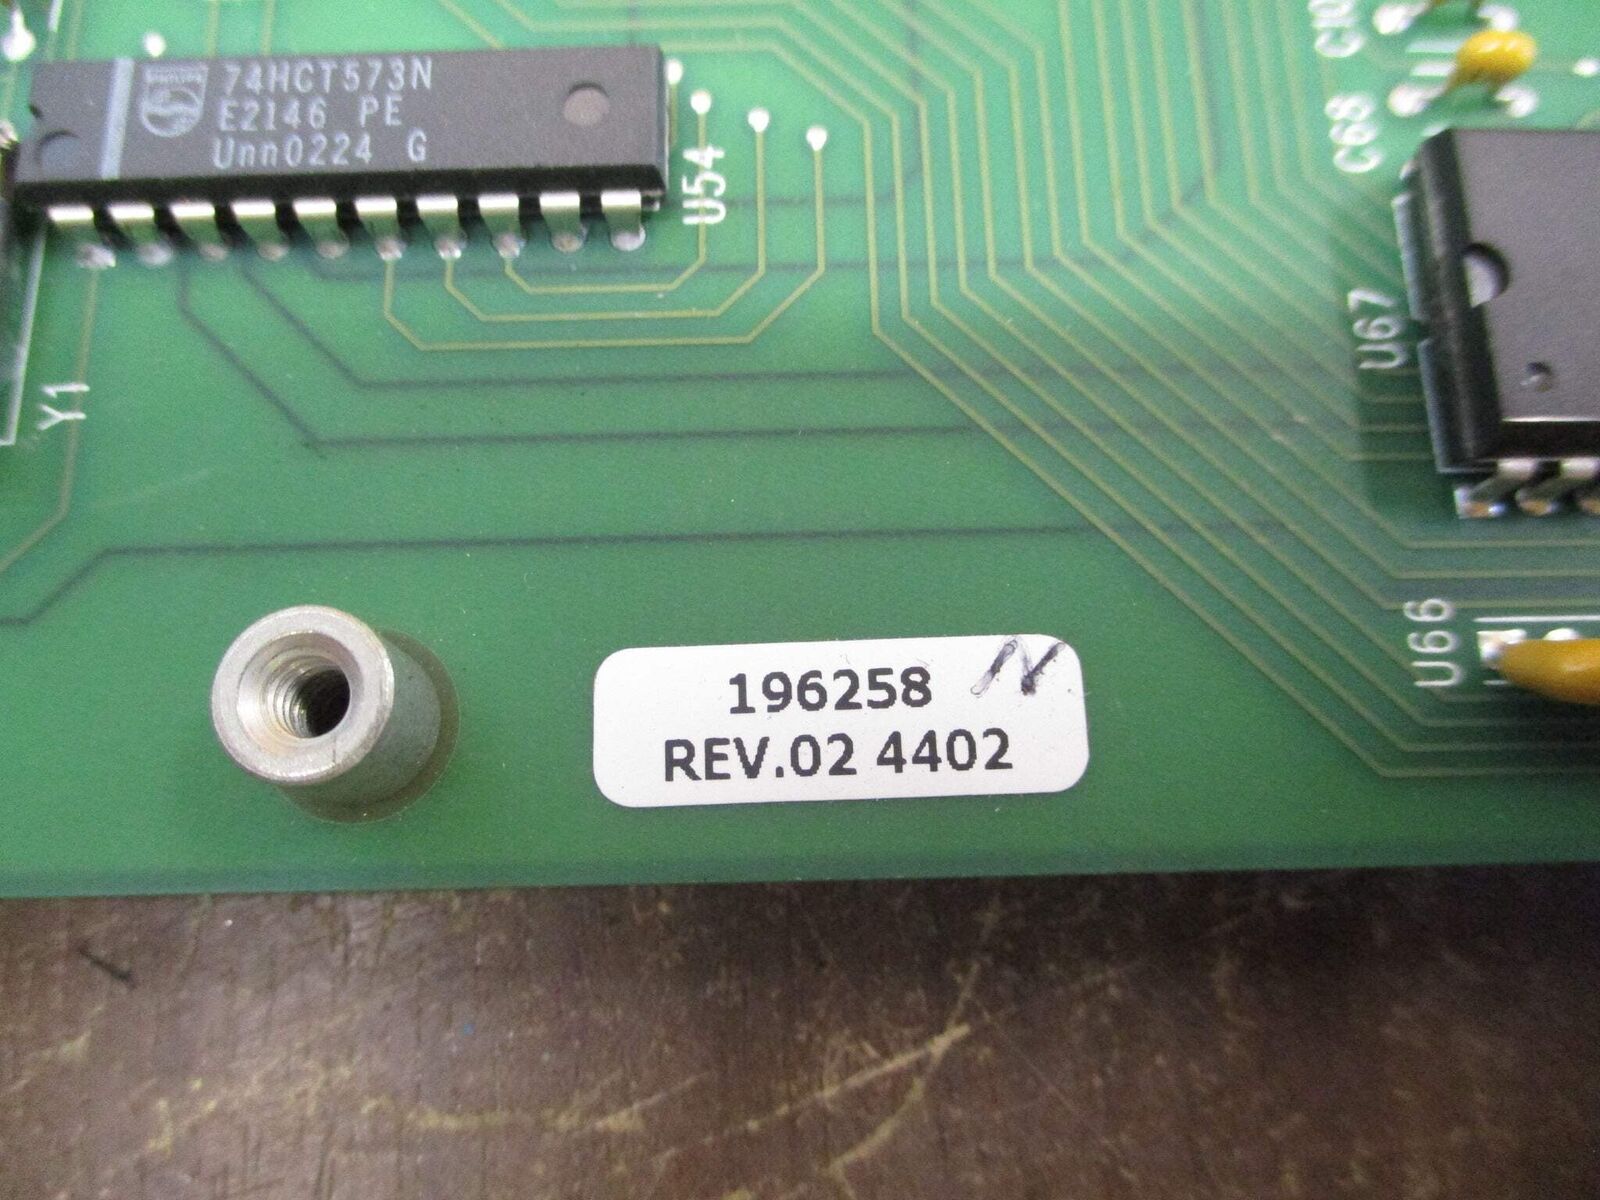 74HCT573N
E2146 PE
Unn0224 G
U54
C68
U67
Y1
U66
196258 N
REV.02 4402